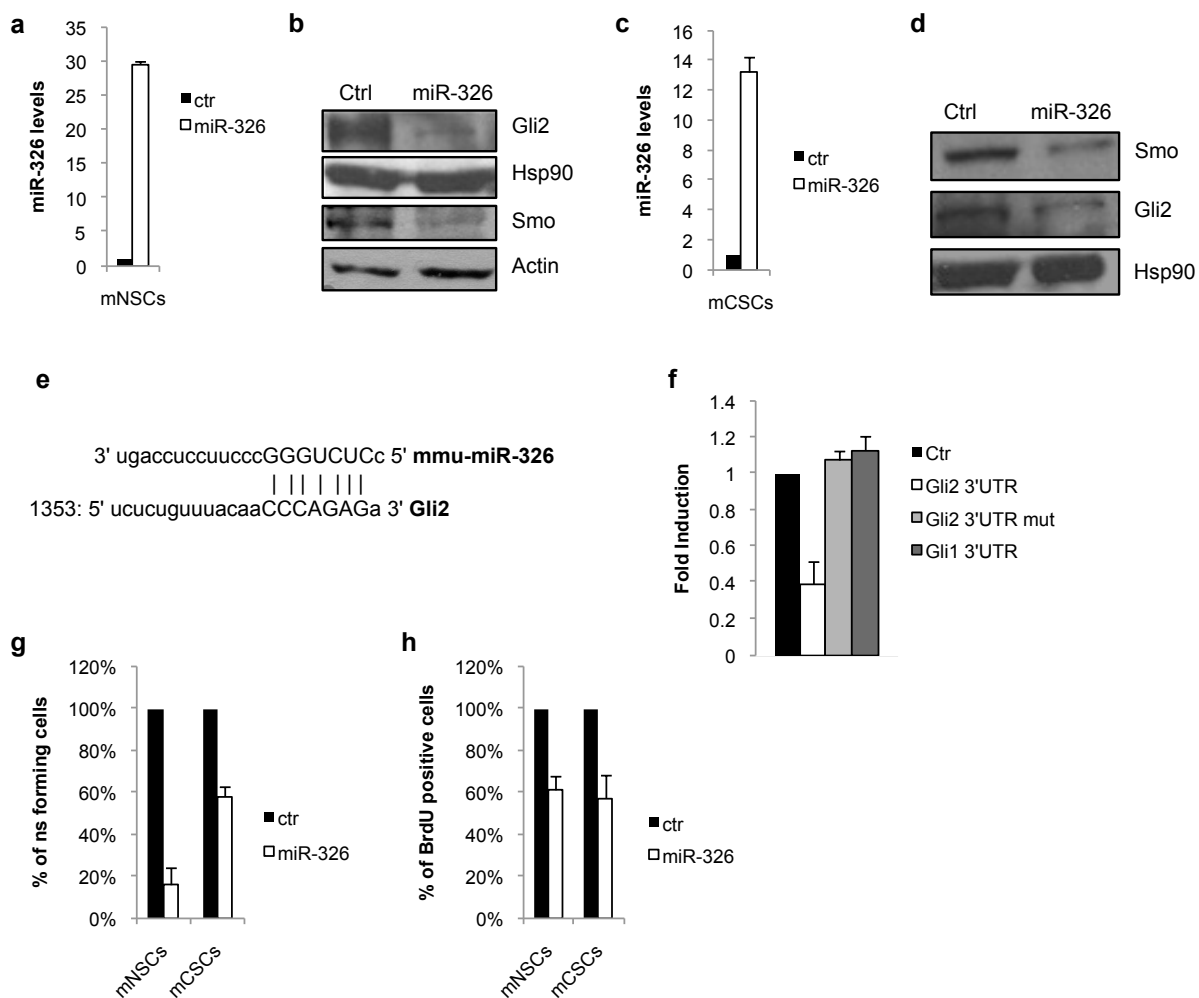 a
miR-326 levels
35
30
25
20
15
10
5
0
mNSCs
ctr
miR-326
b
Ctrl miR-326
Gli2
Hsp90
Smo
Actin
c
miR-326 levels
16
14
12
10
8
6
4
2
0
mCSCs
ctr
miR-326
d
Ctrl miR-326
Smo
Gli2
Hsp90
e
3' ugaccuccuucccGGGUCUCc 5' mmu-miR-326
1353: 5' ucucuguuuacaaCCCAGAGa 3' Gli2
f
Fold Induction
1.4
1.2
1
0.8
0.6
0.4
0.2
0
Ctr
Gli2 3'UTR
Gli2 3'UTR mut
Gli1 3'UTR
g
% of ns forming cells
120%
100%
80%
60%
40%
20%
0%
mNSCs
mCSCs
ctr
miR-326
h
% of BrdU positive cells
120%
100%
80%
60%
40%
20%
0%
mNSCs
mCSCs
ctr
miR-326